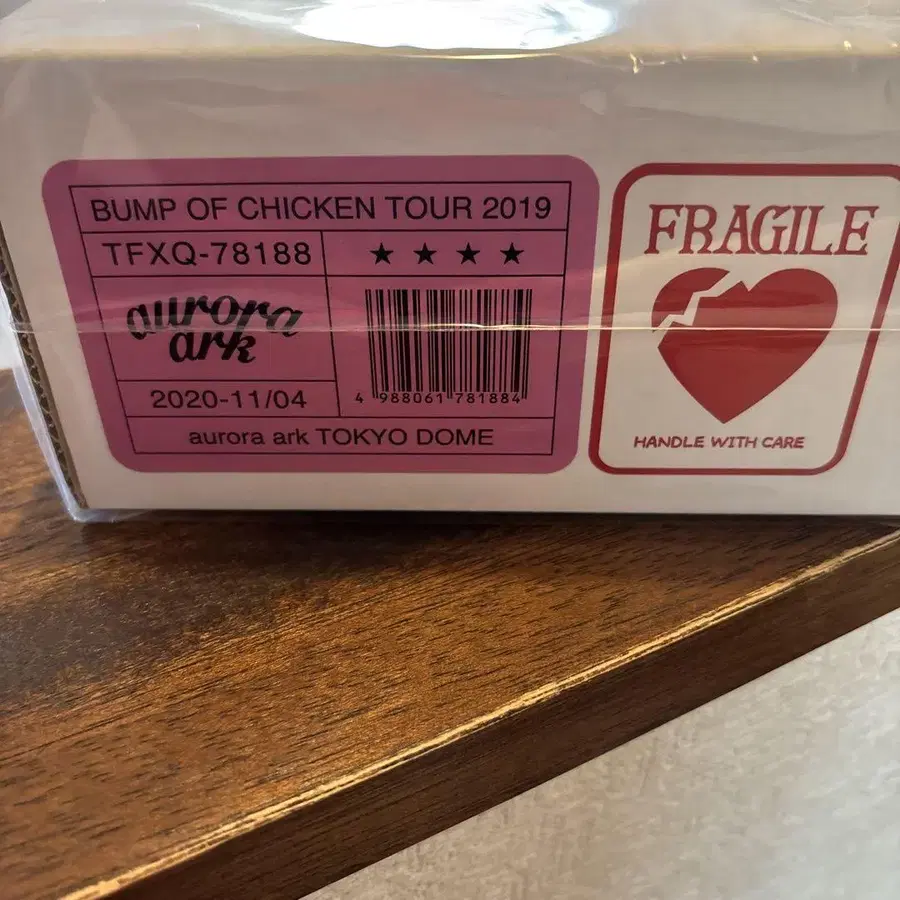 BUMP OF CHICKEN TOUR 2019
TFXQ-78188
★ ★ ★ ★
aurora
ark
4 988061 781884
2020-11/04
aurora ark TOKYO DOME
FRAGILE
HANDLE WITH CARE